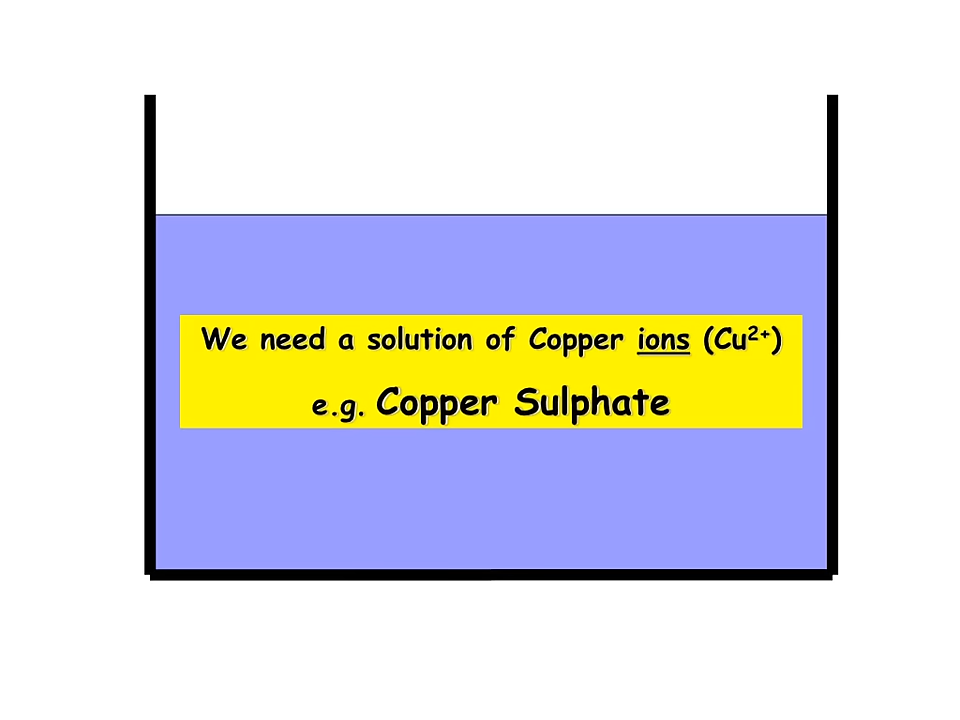 We need a solution of Copper ions (Cu²⁺)
e.g. Copper Sulphate